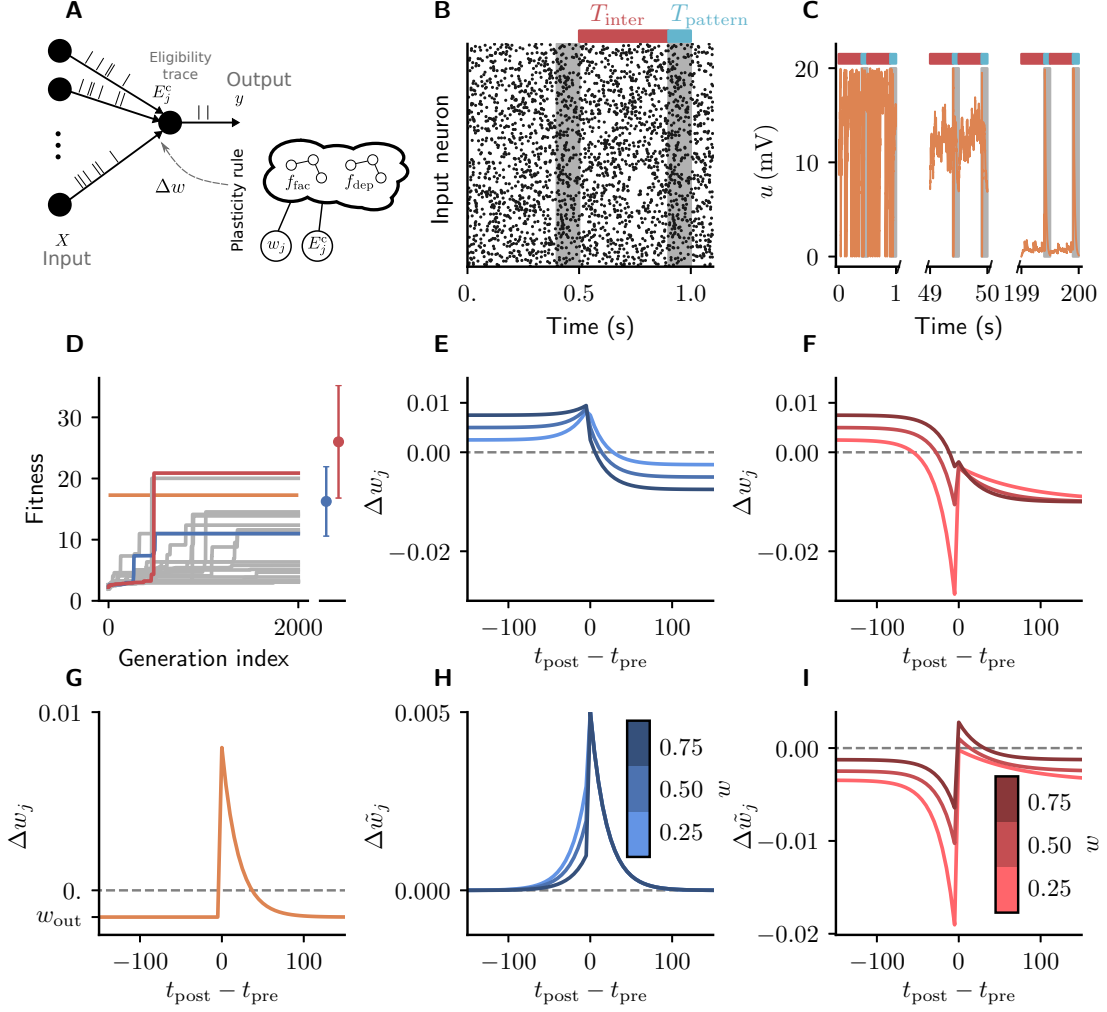 A
Eligibility
trace
E_j^c
Output
y
X
Input
Δw
Plasticity rule
f_fac
f_dep
w_j
E_j^c
B
T_inter
T_pattern
Input neuron
0.
0.5
1.0
Time (s)
C
u (mV)
20
10
0
0
1
49
50
199
200
Time (s)
D
Fitness
30
20
10
0
0
2000
Generation index
E
Δw_j
0.01
0.00
−0.02
−100
0
100
t_post − t_pre
F
Δw_j
0.01
0.00
−0.02
−100
0
100
t_post − t_pre
G
Δw_j
0.01
0.
w_out
−100
0
100
t_post − t_pre
H
Δw̃_j
0.005
0.000
−100
0
100
t_post − t_pre
0.75
0.50
0.25
w
I
Δw̃_j
0.00
−0.01
−0.02
−100
0
100
t_post − t_pre
0.75
0.50
0.25
w